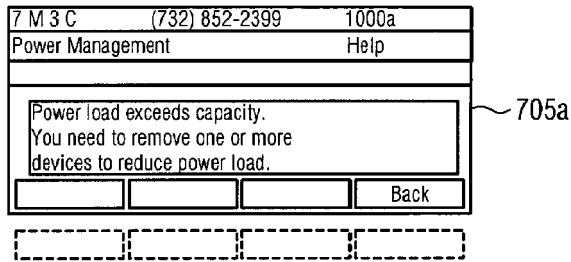 7 M 3 C (732) 852-2399 1000a
Power Management Help
Power load exceeds capacity.
You need to remove one or more
devices to reduce power load.
Back
705a